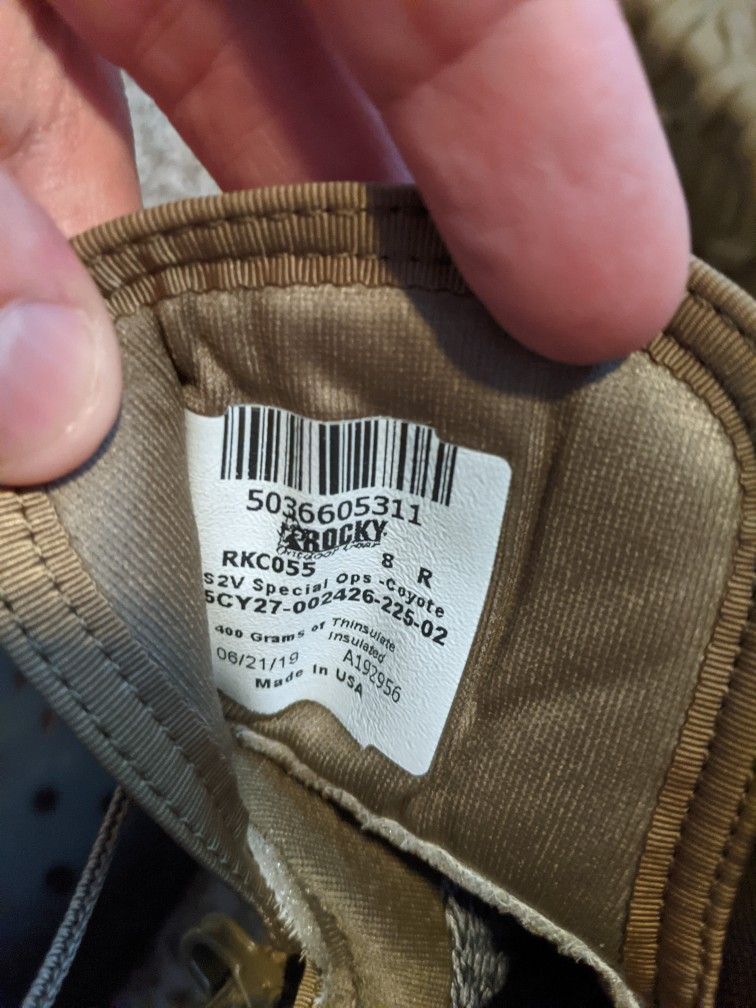 5036605311
ROCKY
Outdoor Gear
RKC055 8 R
S2V Special Ops -Coyote
5CY27-002426-225-02
400 Grams of Thinsulate
Insulated
06/21/19 A192956
Made In USA